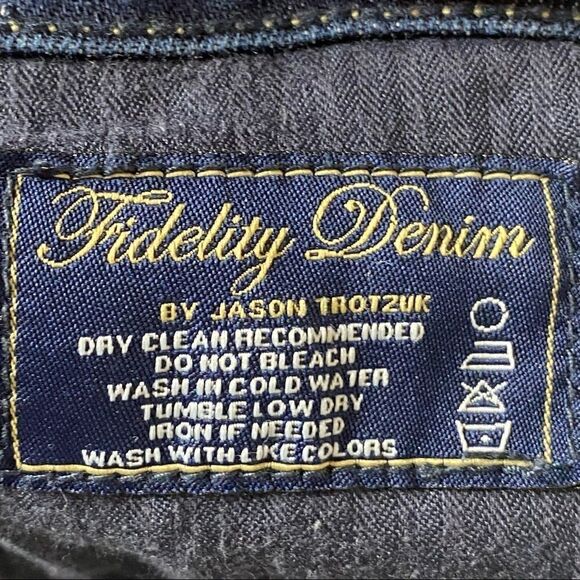 Fidelity Denim
BY JASON TROTZUK
DRY CLEAN RECOMMENDED
DO NOT BLEACH
WASH IN COLD WATER
TUMBLE LOW DRY
IRON IF NEEDED
WASH WITH LIKE COLORS